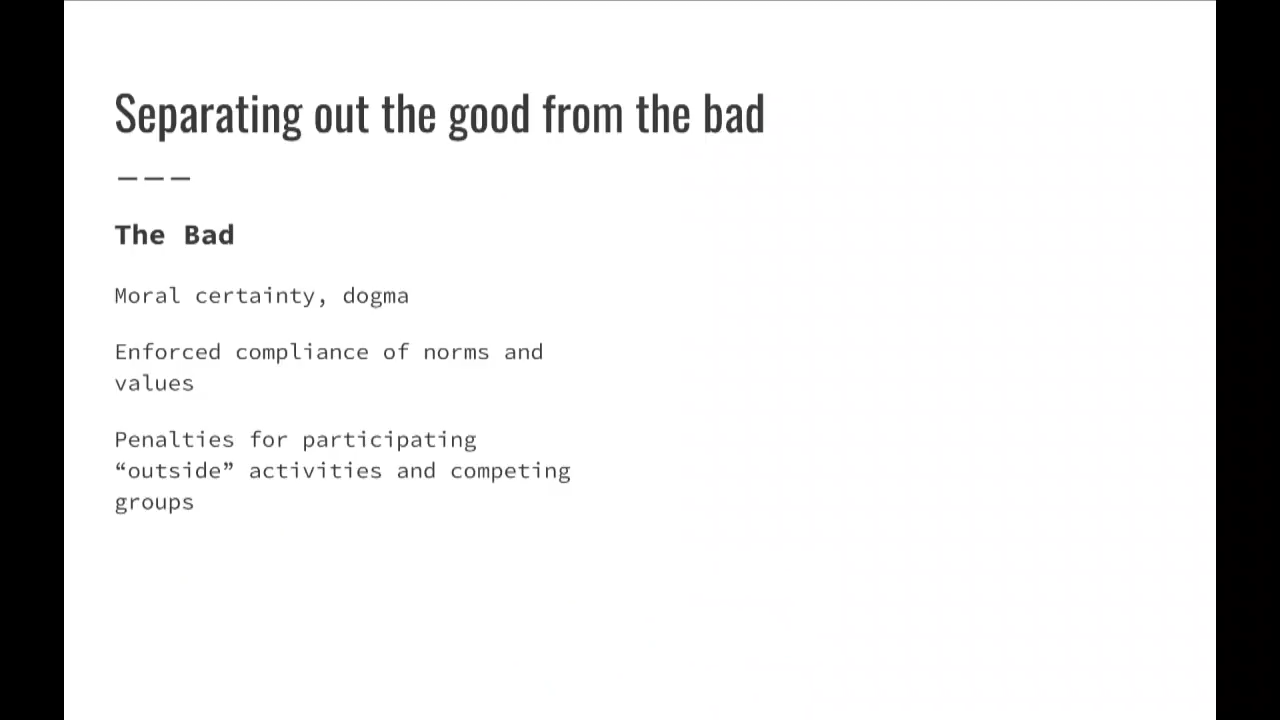 Separating out the good from the bad
The Bad
Moral certainty, dogma
Enforced compliance of norms and
values
Penalties for participating
“outside” activities and competing
groups